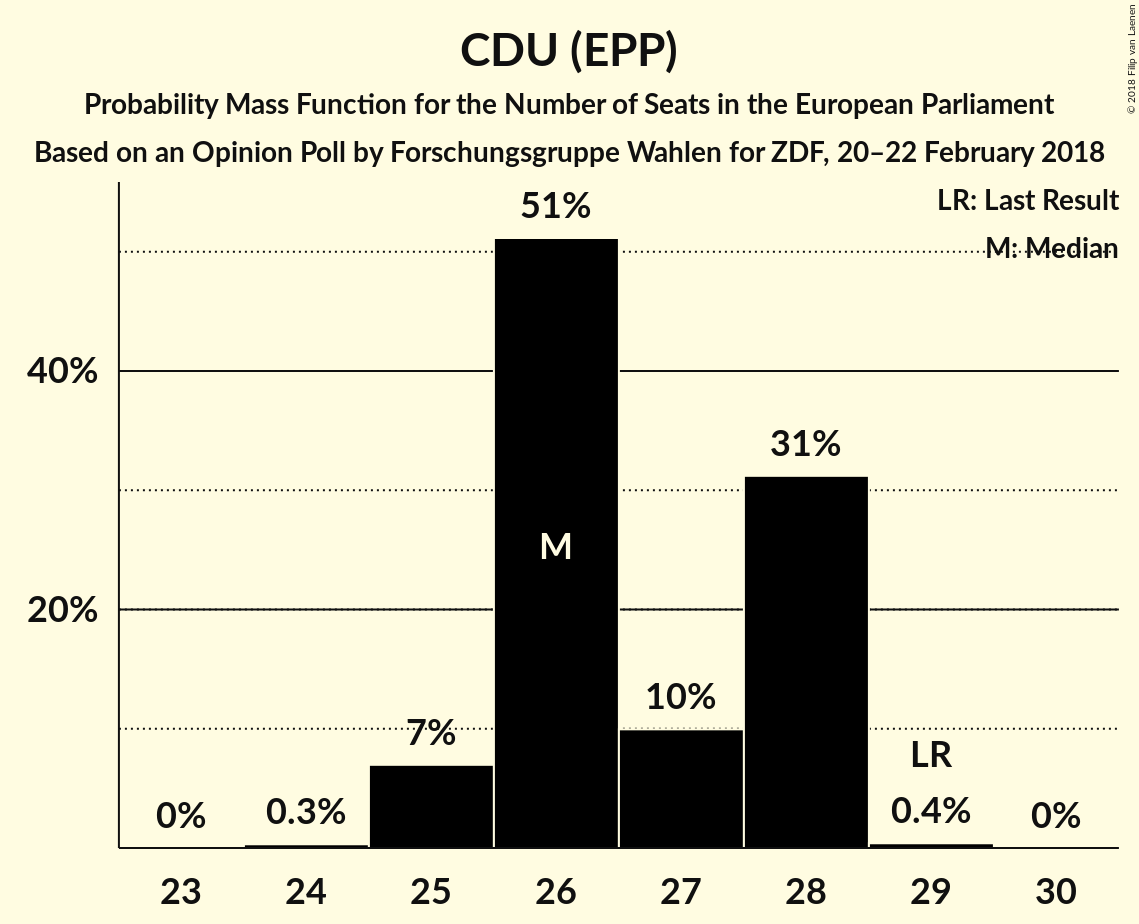 CDU (EPP)
Probability Mass Function for the Number of Seats in the European Parliament
Based on an Opinion Poll by Forschungsgruppe Wahlen for ZDF, 20–22 February 2018
© 2018 Filip van Laenen
LR: Last Result
M: Median
51%
40%
31%
M
20%
10%
7%
LR
0%
0.3%
0.4%
0%
23 24 25 26 27 28 29 30